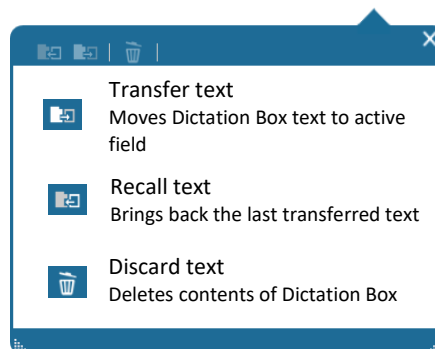 Transfer text
Moves Dictation Box text to active
field
Recall text
Brings back the last transferred text
Discard text
Deletes contents of Dictation Box